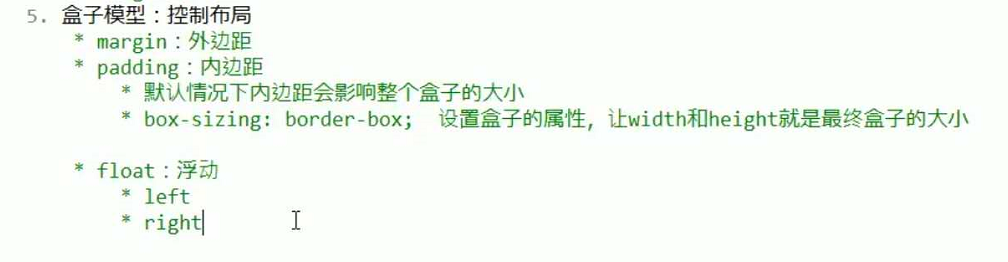 5. 盒子模型：控制布局
* margin：外边距
* padding：内边距
* 默认情况下内边距会影响整个盒子的大小
* box-sizing: border-box; 设置盒子的属性，让width和height就是最终盒子的大小
* float：浮动
* left
* right